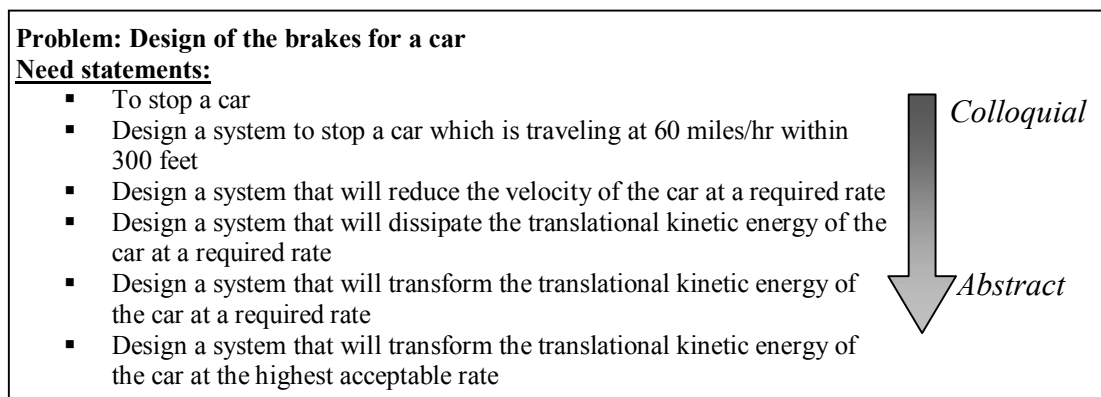 Problem: Design of the brakes for a car
Need statements:
▪ To stop a car
▪ Design a system to stop a car which is traveling at 60 miles/hr within
300 feet
▪ Design a system that will reduce the velocity of the car at a required rate
▪ Design a system that will dissipate the translational kinetic energy of the
car at a required rate
▪ Design a system that will transform the translational kinetic energy of
the car at a required rate
▪ Design a system that will transform the translational kinetic energy of
the car at the highest acceptable rate
Colloquial
Abstract